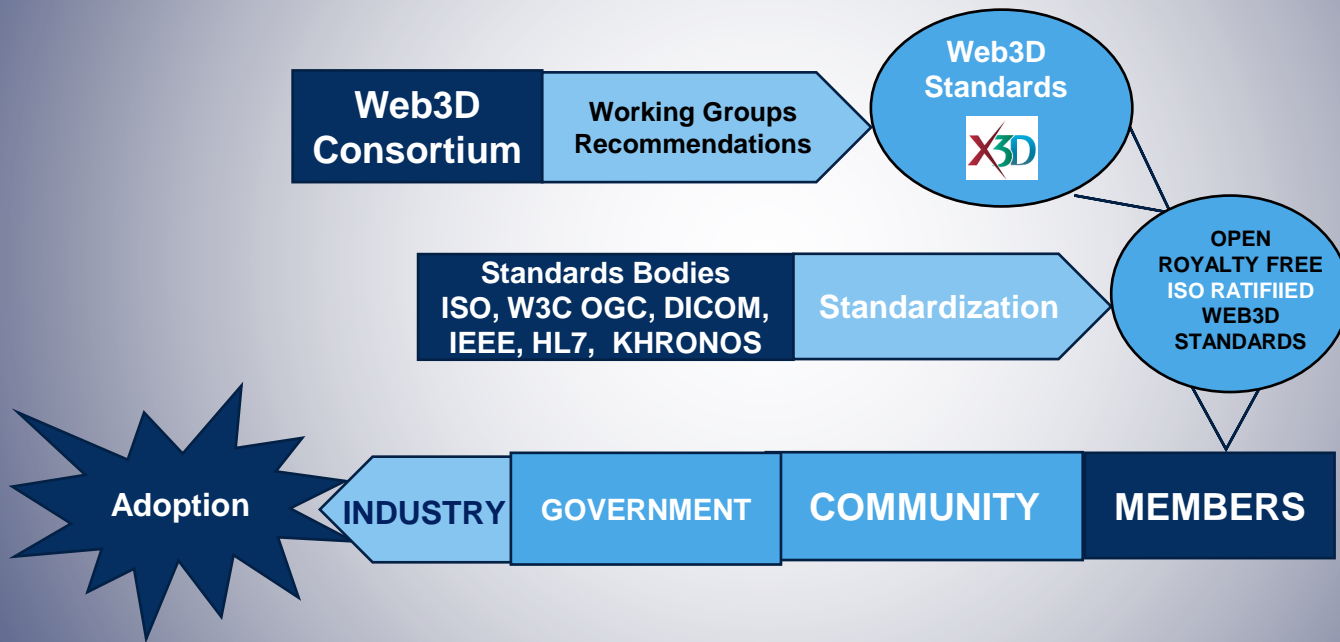 Web3D
Consortium
Working Groups
Recommendations
Web3D
Standards
X3D
Standards Bodies
ISO, W3C OGC, DICOM,
IEEE, HL7, KHRONOS
Standardization
OPEN
ROYALTY FREE
ISO RATIFIIED
WEB3D
STANDARDS
Adoption
INDUSTRY
GOVERNMENT
COMMUNITY
MEMBERS